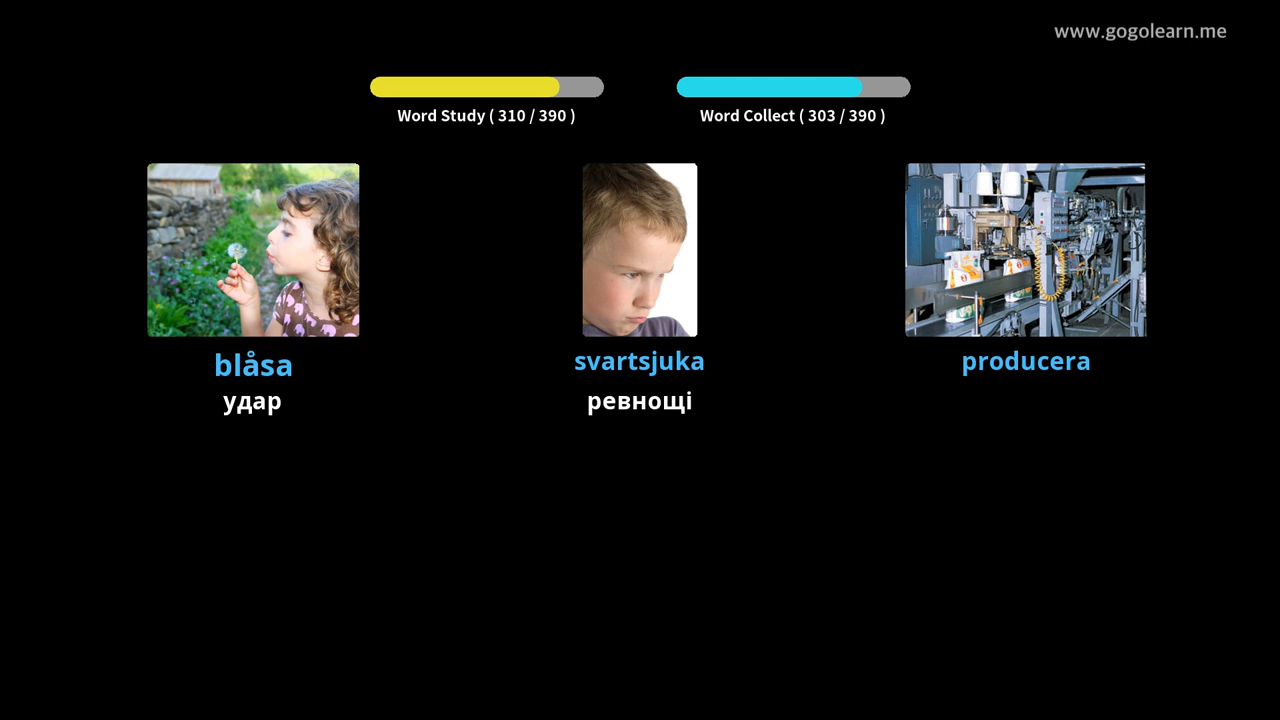 www.gogolearn.me
Word Study ( 310 / 390 )
Word Collect ( 303 / 390 )
blåsa
svartsjuka
producera
удар
ревнощі